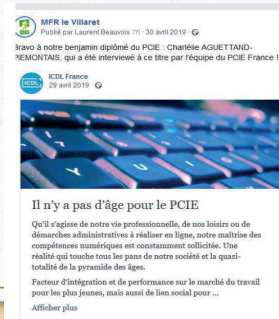 MFR le Villaret
Publié par Laurent Beauvois [?] · 30 avril 2019 ·
Bravo à notre benjamin diplômé du PCIE : Charlélie AGUETTAND-
PIEMONTAIS, qui a été interviewé à ce titre par l'équipe du PCIE France !
ICDL
ICDL France
29 avril 2019 ·
Il n'y a pas d'âge pour le PCIE
Qu'il s'agisse de notre vie professionnelle, de nos loisirs ou de
démarches administratives à réaliser en ligne, notre maîtrise des
compétences numériques est constamment sollicitée. Une
réalité qui touche tous les pans de notre société et la quasi-
totalité de la pyramide des âges.
Facteur d'intégration et de performance sur le marché du travail
pour les plus jeunes, mais aussi de lien social pour ...
Afficher plus